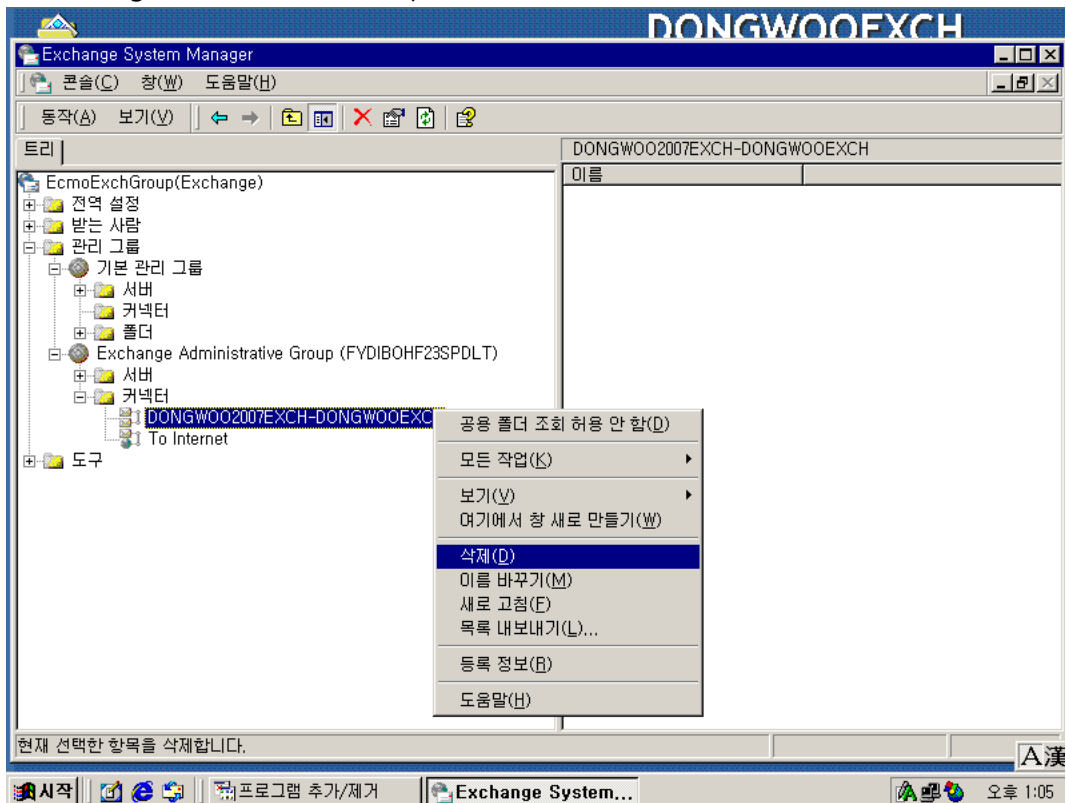 DONGWOOEXCH
Exchange System Manager
콘솔(C) 창(W) 도움말(H)
동작(A) 보기(V)
트리
DONGWOO2007EXCH-DONGWOOEXCH
이름
EcmoExchGroup(Exchange)
전역 설정
받는 사람
관리 그룹
기본 관리 그룹
서버
커넥터
폴더
Exchange Administrative Group (FYDIBOHF23SPDLT)
서버
커넥터
DONGWOO2007EXCH-DONGWOOEXC
To Internet
도구
공용 폴더 조회 허용 안 함(D)
모든 작업(K)
보기(V)
여기에서 창 새로 만들기(W)
삭제(D)
이름 바꾸기(M)
새로 고침(F)
목록 내보내기(L)...
등록 정보(R)
도움말(H)
현재 선택한 항목을 삭제합니다.
A漢
시작 프로그램 추가/제거 Exchange System... 오후 1:05